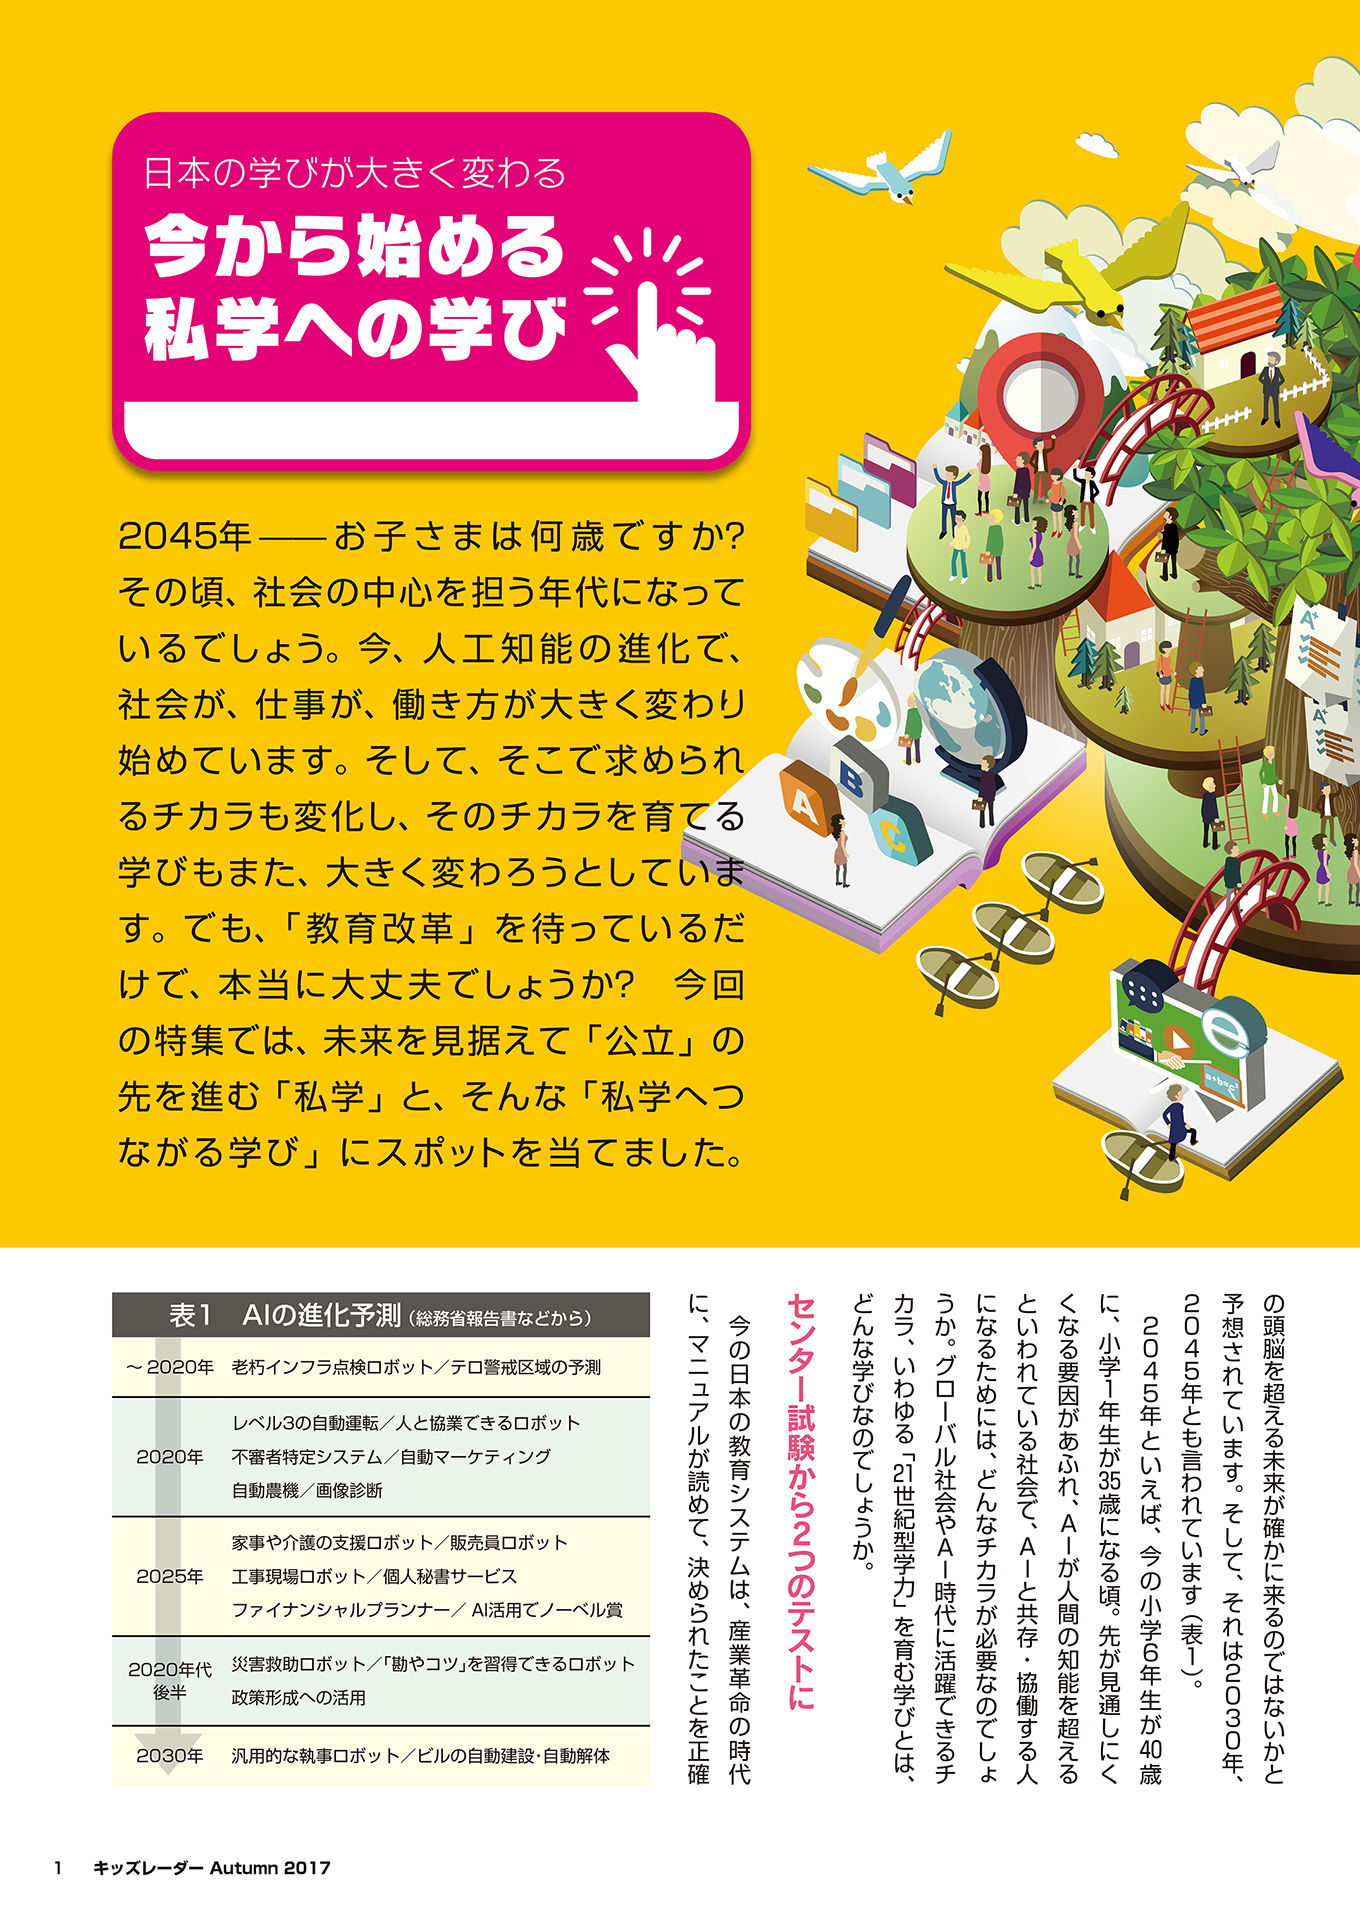 日本の学びが大きく変わる
今から始める
私学への学び
2045年――お子さまは何歳ですか?
その頃、社会の中心を担う年代になって
いるでしょう。今、人工知能の進化で、
社会が、仕事が、働き方が大きく変わり
始めています。そして、そこで求められ
るチカラも変化し、そのチカラを育てる
学びもまた、大きく変わろうとしていま
す。でも、「教育改革」を待っているだ
けで、本当に大丈夫でしょうか?　今回
の特集では、未来を見据えて「公立」の
先を進む「私学」と、そんな「私学へつ
ながる学び」にスポットを当てました。
A
B
C
A+
A+
a+b=c²
の頭脳を超える未来が確かに来るのではないかと
予想されています。そして、それは2030年、
2045年とも言われています(表1)。
2045年といえば、今の小学6年生が40歳
に、小学1年生が35歳になる頃。先が見通しにく
くなる要因があふれ、AIが人間の知能を超える
といわれている社会で、AIと共存・協働する人
になるためには、どんなチカラが必要なのでしょ
うか。グローバル社会やAI時代に活躍できるチ
カラ、いわゆる「21世紀型学力」を育む学びとは、
どんな学びなのでしょうか。
センター試験から2つのテストに
今の日本の教育システムは、産業革命の時代
に、マニュアルが読めて、決められたことを正確
表1　AIの進化予測(総務省報告書などから)
～2020年　老朽インフラ点検ロボット／テロ警戒区域の予測
レベル3の自動運転／人と協業できるロボット
2020年　不審者特定システム／自動マーケティング
自動農機／画像診断
家事や介護の支援ロボット／販売員ロボット
2025年　工事現場ロボット／個人秘書サービス
ファイナンシャルプランナー／AI活用でノーベル賞
2020年代　災害救助ロボット／「勘やコツ」を習得できるロボット
後半　政策形成への活用
2030年　汎用的な執事ロボット／ビルの自動建設・自動解体
1　キッズレーダー Autumn 2017